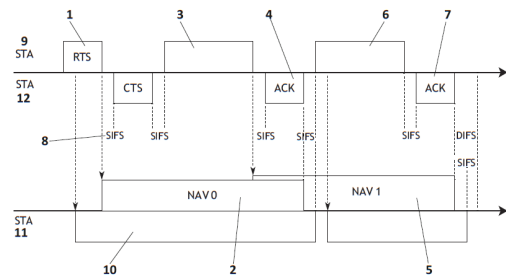 1 3 4 6 7
9
STA
RTS
12
STA
CTS
ACK
ACK
8
SIFS SIFS SIFS SIFS SIFS DIFS
SIFS
NAV 0
NAV 1
STA
11
10 2 5